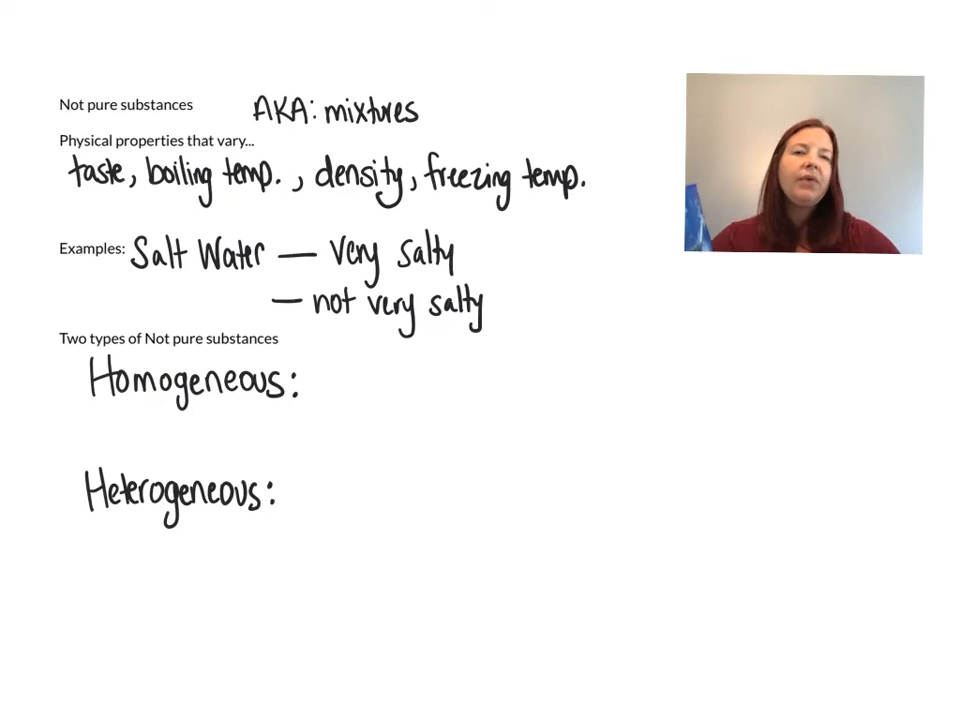 Not pure substances AKA: mixtures
Physical properties that vary...
taste, boiling temp., density, freezing temp.
Examples: Salt Water — very salty
— not very salty
Two types of Not pure substances
Homogeneous:
Heterogeneous: